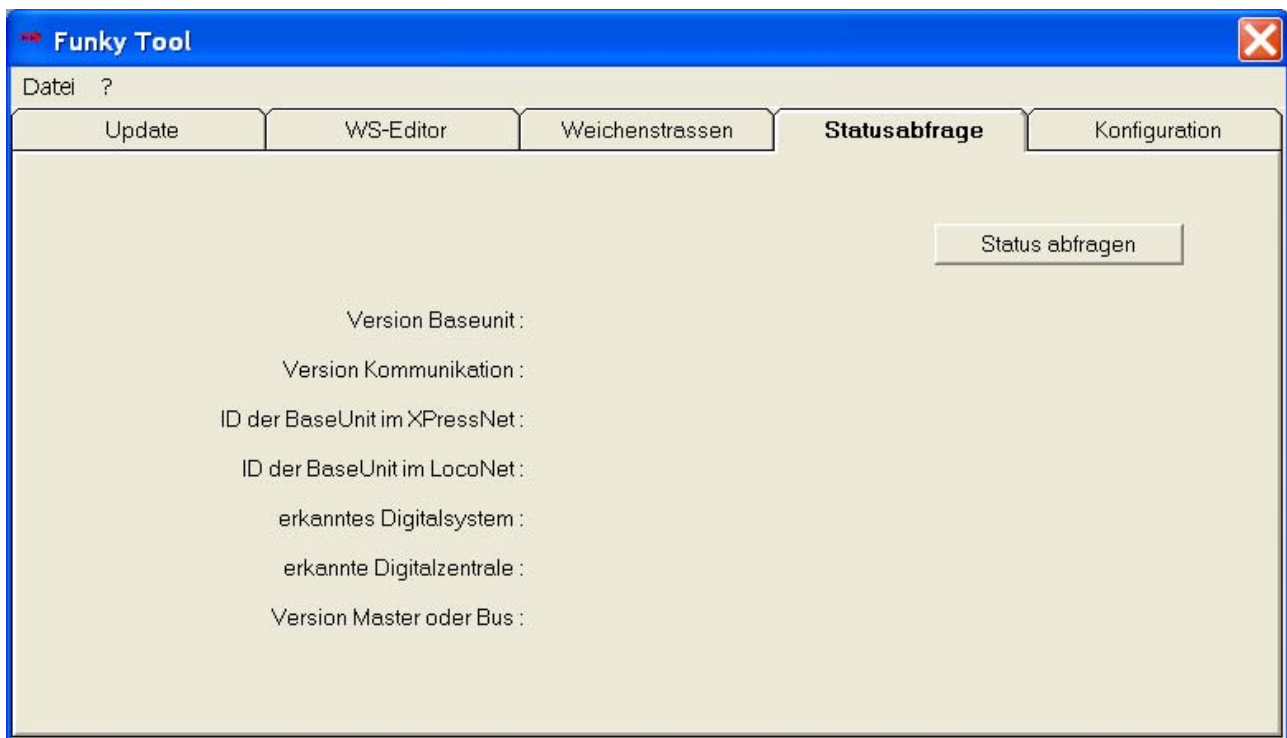 Funky Tool
Datei ?
Update WS-Editor Weichenstrassen Statusabfrage Konfiguration
Status abfragen
Version Baseunit :
Version Kommunikation :
ID der BaseUnit im XPressNet :
ID der BaseUnit im LocoNet :
erkanntes Digitalsystem :
erkannte Digitalzentrale :
Version Master oder Bus :